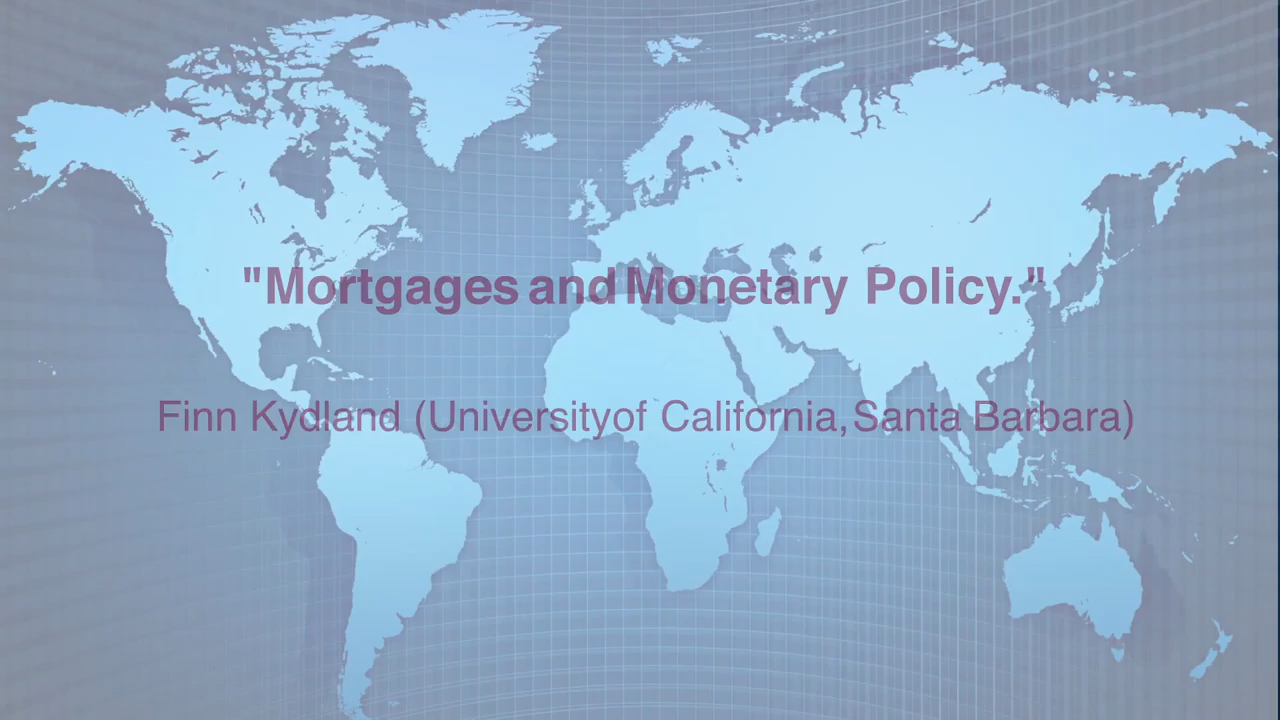 "Mortgages and Monetary Policy."
Finn Kydland (Universityof California,Santa Barbara)